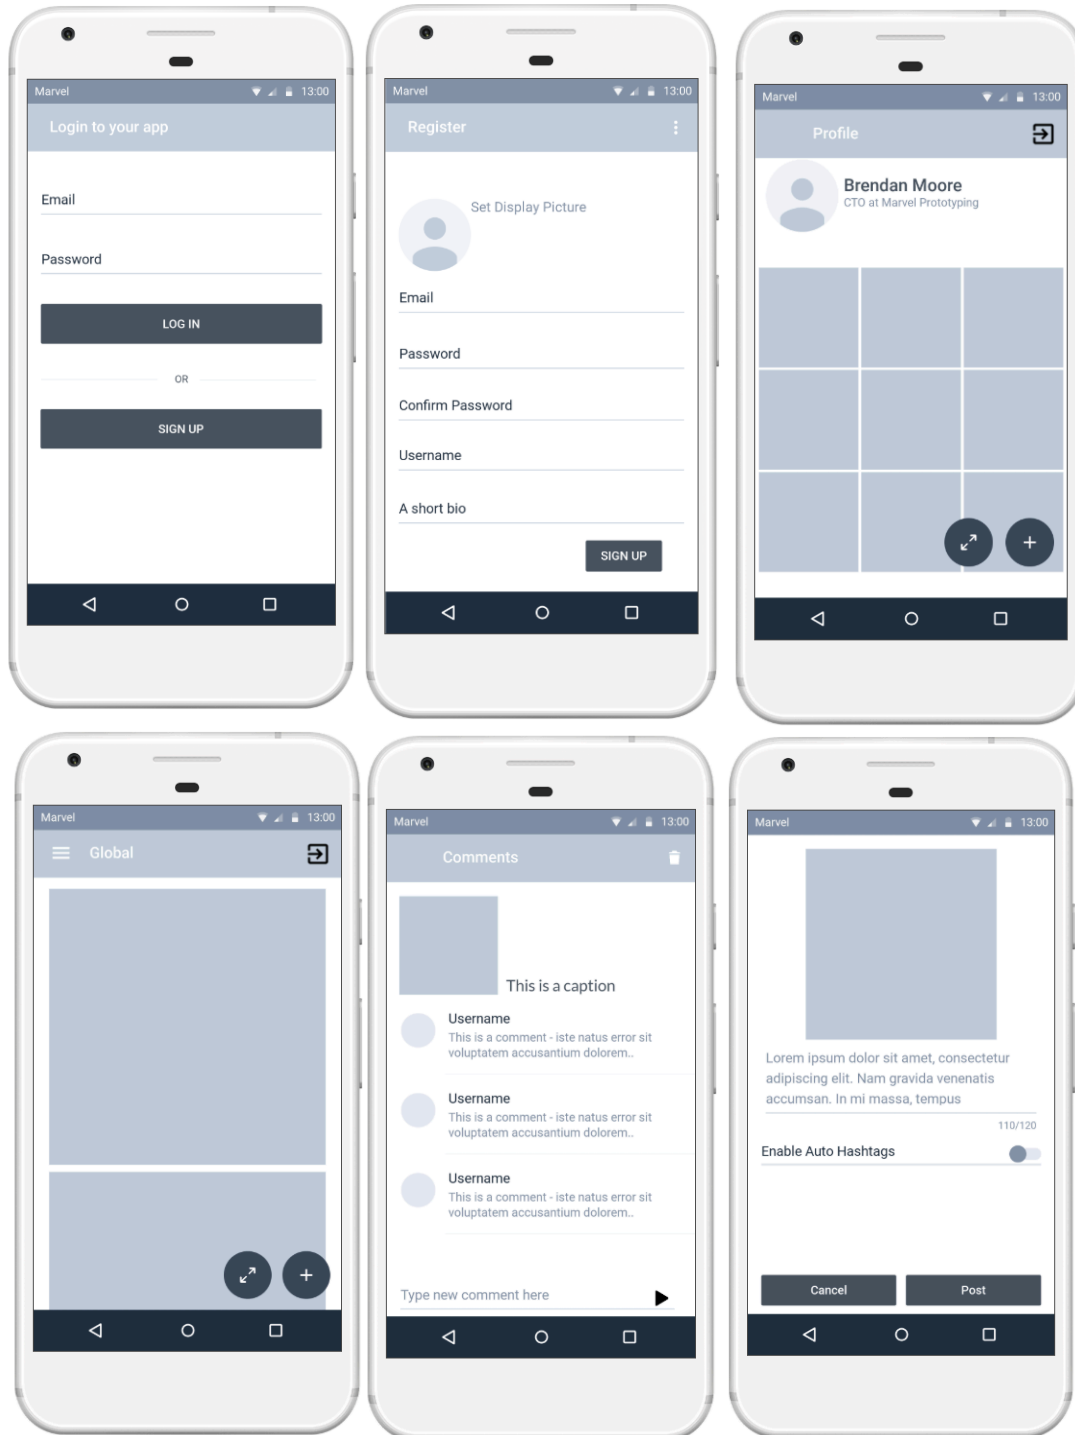 Marvel 13:00
Login to your app
Email
Password
LOG IN
OR
SIGN UP
Marvel 13:00
Register
Set Display Picture
Email
Password
Confirm Password
Username
A short bio
SIGN UP
Marvel 13:00
Profile
Brendan Moore
CTO at Marvel Prototyping
Marvel 13:00
Global
Marvel 13:00
Comments
This is a caption
Username
This is a comment - iste natus error sit
voluptatem accusantium dolorem..
Username
This is a comment - iste natus error sit
voluptatem accusantium dolorem..
Username
This is a comment - iste natus error sit
voluptatem accusantium dolorem..
Type new comment here
Marvel 13:00
Lorem ipsum dolor sit amet, consectetur
adipiscing elit. Nam gravida venenatis
accumsan. In mi massa, tempus
110/120
Enable Auto Hashtags
Cancel Post